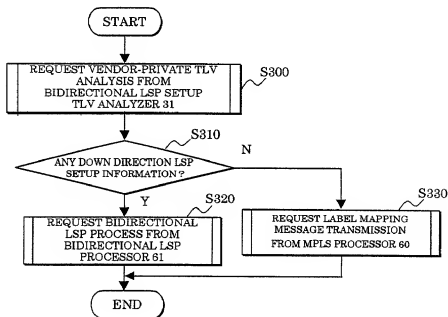 START
REQUEST VENDOR-PRIVATE TLV
ANALYSIS FROM
BIDIRECTIONAL LSP SETUP
TLV ANALYZER 31
S300
S310
ANY DOWN DIRECTION LSP
SETUP INFORMATION ?
N
Y
S320
S330
REQUEST BIDIRECTIONAL
LSP PROCESS FROM
BIDIRECTIONAL LSP
PROCESSOR 61
REQUEST LABEL MAPPING
MESSAGE TRANSMISSION
FROM MPLS PROCESSOR 60
END